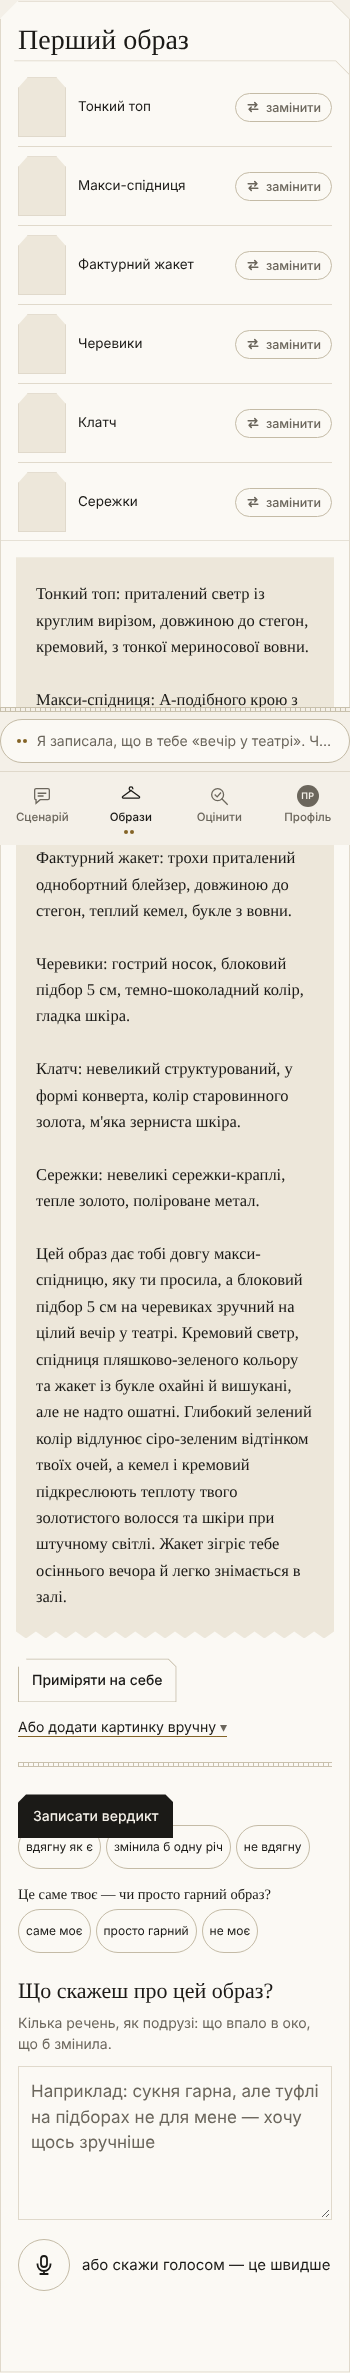 Перший образ
Тонкий топ
замінити
Макси-спідниця
замінити
Фактурний жакет
замінити
Черевики
замінити
Клатч
замінити
Сережки
замінити
Тонкий топ: приталений светр із
круглим вирізом, довжиною до стегон,
кремовий, з тонкої мериносової вовни.
Макси-спідниця: А-подібного крою з
Я записала, що в тебе «вечір у театрі». Ч...
Сценарій
Образи
Оцінити
ПР
Профіль
Фактурний жакет: трохи приталений
однобортний блейзер, довжиною до
стегон, теплий кемел, букле з вовни.
Черевики: гострий носок, блоковий
підбор 5 см, темно-шоколадний колір,
гладка шкіра.
Клатч: невеликий структурований, у
формі конверта, колір старовинного
золота, м'яка зерниста шкіра.
Сережки: невеликі сережки-краплі,
тепле золото, поліроване метал.
Цей образ дає тобі довгу макси-
спідницю, яку ти просила, а блоковий
підбор 5 см на черевиках зручний на
цілий вечір у театрі. Кремовий светр,
спідниця пляшково-зеленого кольору
та жакет із букле охайні й вишукані,
але не надто ошатні. Глибокий зелений
колір відлунює сіро-зеленим відтінком
твоїх очей, а кемел і кремовий
підкреслюють теплоту твого
золотистого волосся та шкіри при
штучному світлі. Жакет зігріє тебе
осіннього вечора й легко знімається в
залі.
Приміряти на себе
Або додати картинку вручну ▾
Записати вердикт
вдягну як є
змінила б одну річ
не вдягну
Це саме твоє — чи просто гарний образ?
саме моє
просто гарний
не моє
Що скажеш про цей образ?
Кілька речень, як подрузі: що впало в око,
що б змінила.
Наприклад: сукня гарна, але туфлі
на підборах не для мене — хочу
щось зручніше
або скажи голосом — це швидше